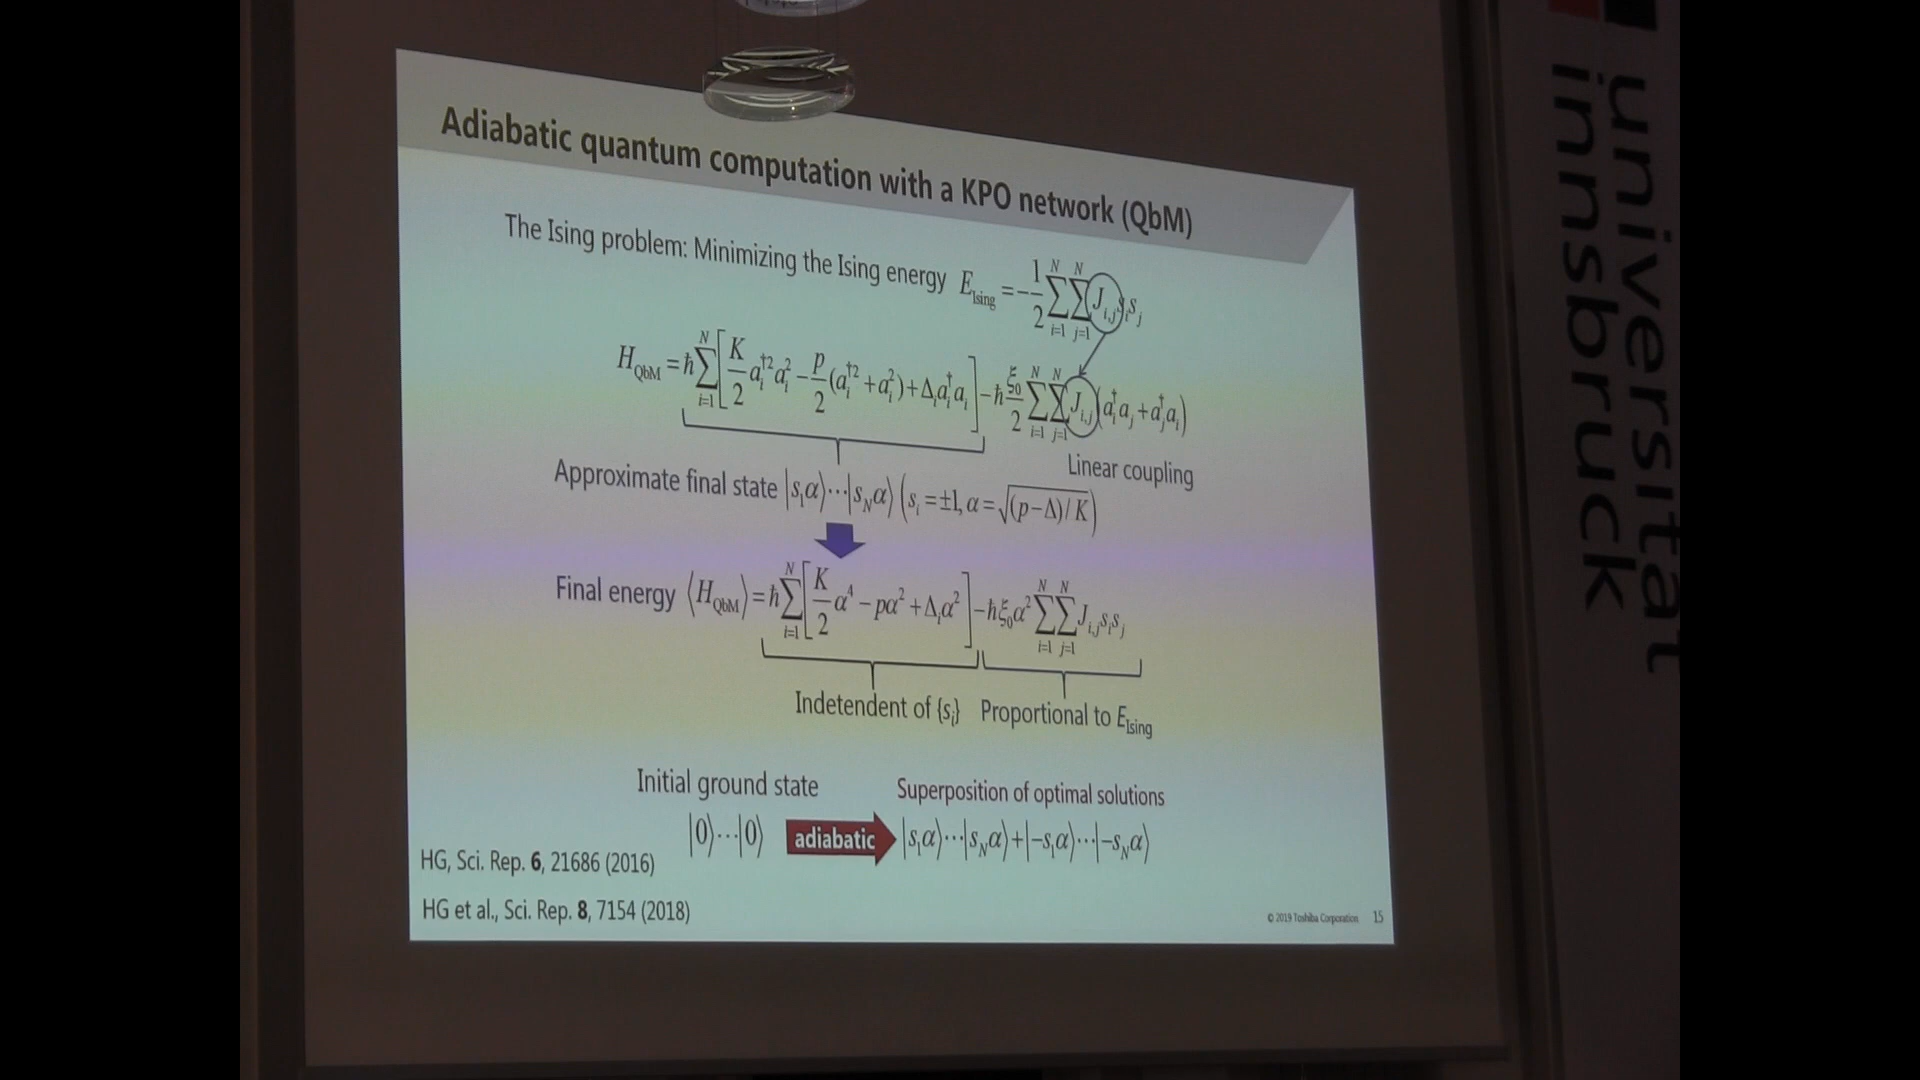 Adiabatic quantum computation with a KPO network (QbM)
The Ising problem: Minimizing the Ising energy E_Ising = −1/2 ∑_{i=1}^{N} ∑_{j=1}^{N} J_{i,j} s_i s_j
H_QbM = ħ ∑_{i=1}^{N} [ K/2 a_i^{†2} a_i^2 − p/2 (a_i^{†2} + a_i^2) + Δ_i a_i^† a_i ] − ħ ξ_0/2 ∑_{i=1}^{N} ∑_{j=1}^{N} J_{i,j} (a_i^† a_j + a_j^† a_i)
Linear coupling
Approximate final state |s_1α⟩⋯|s_Nα⟩ (s_i = ±1, α = √((p−Δ)/K))
Final energy ⟨H_QbM⟩ = ħ ∑_{i=1}^{N} [ K/2 α^4 − pα^2 + Δ_i α^2 ] − ħξ_0α^2 ∑_{i=1}^{N} ∑_{j=1}^{N} J_{i,j} s_i s_j
Indetendent of {s_i} Proportional to E_Ising
Initial ground state Superposition of optimal solutions
|0⟩⋯|0⟩ adiabatic |s_1α⟩⋯|s_Nα⟩+|−s_1α⟩⋯|−s_Nα⟩
HG, Sci. Rep. 6, 21686 (2016)
HG et al., Sci. Rep. 8, 7154 (2018)
© 2019 Toshiba Corporation 15
universität
innsbruck